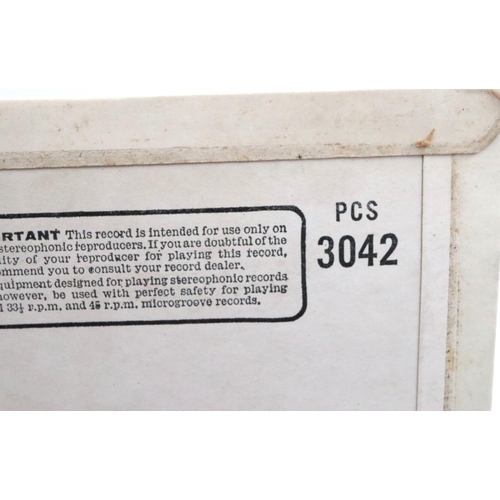 RTANT This record is intended for use only on
stereophonic reproducers. If you are doubtful of the
ity of your reproducer for playing this record,
mmend you to consult your record dealer.
quipment designed for playing stereophonic records
however, be used with perfect safety for playing
l 33⅓ r.p.m. and 45 r.p.m. microgroove records.
PCS
3042